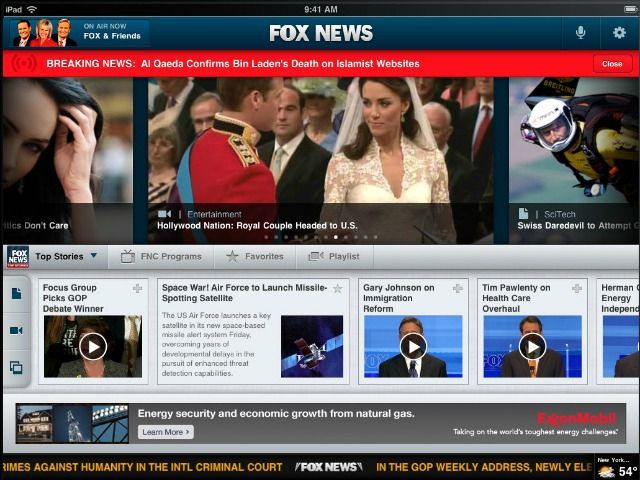 iPad
9:41 AM
ON AIR NOW
FOX & Friends
FOX NEWS
BREAKING NEWS: Al Qaeda Confirms Bin Laden's Death on Islamist Websites
Close
BREITLING
itics Don't Care
Entertainment
Hollywood Nation: Royal Couple Headed to U.S.
SciTech
Swiss Daredevil to Attempt G
FOX NEWS
Top Stories
FNC Programs
Favorites
Playlist
Focus Group
Picks GOP
Debate Winner
Space War! Air Force to Launch Missile-
Spotting Satellite
The US Air Force launches a key
satellite in its new space-based
missile alert system Friday,
overcoming years of
developmental delays in the
pursuit of enhanced threat
detection capabilities.
Gary Johnson on
Immigration
Reform
Tim Pawlenty on
Health Care
Overhaul
Herman C
Energy
Independ
Energy security and economic growth from natural gas.
Learn More >
ExxonMobil
Taking on the world's toughest energy challenges.
RIMES AGAINST HUMANITY IN THE INTL CRIMINAL COURT
FOX NEWS
IN THE GOP WEEKLY ADDRESS, NEWLY ELE
New York...
54°